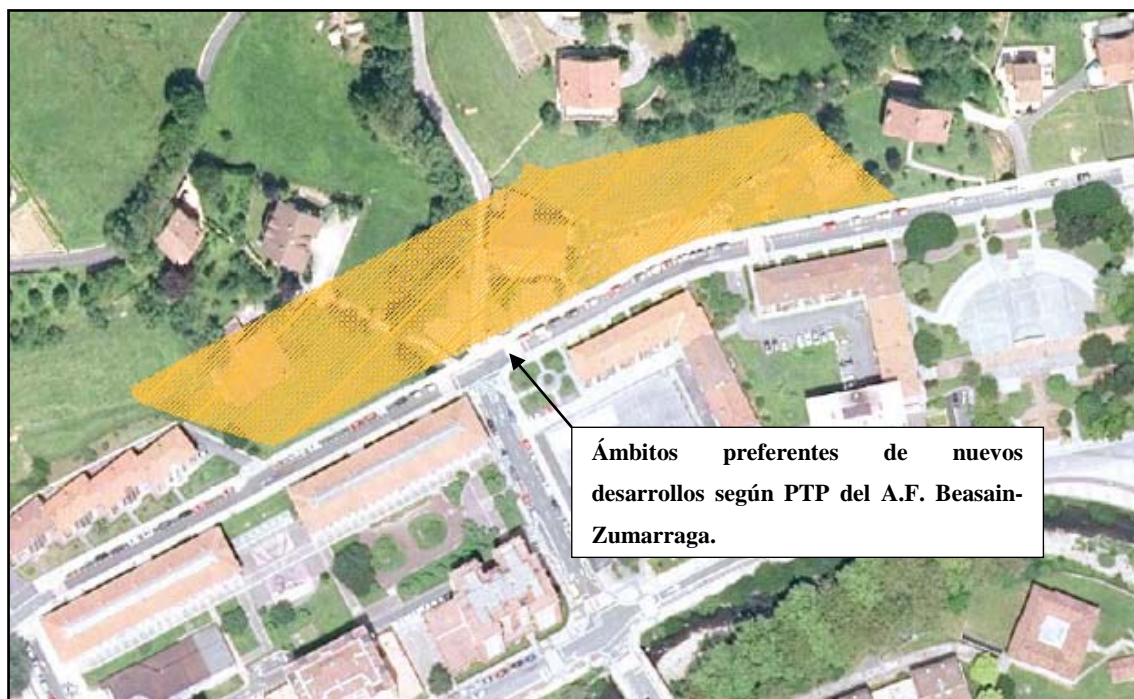 Ámbitos preferentes de nuevos
desarrollos según PTP del A.F. Beasain-
Zumarraga.